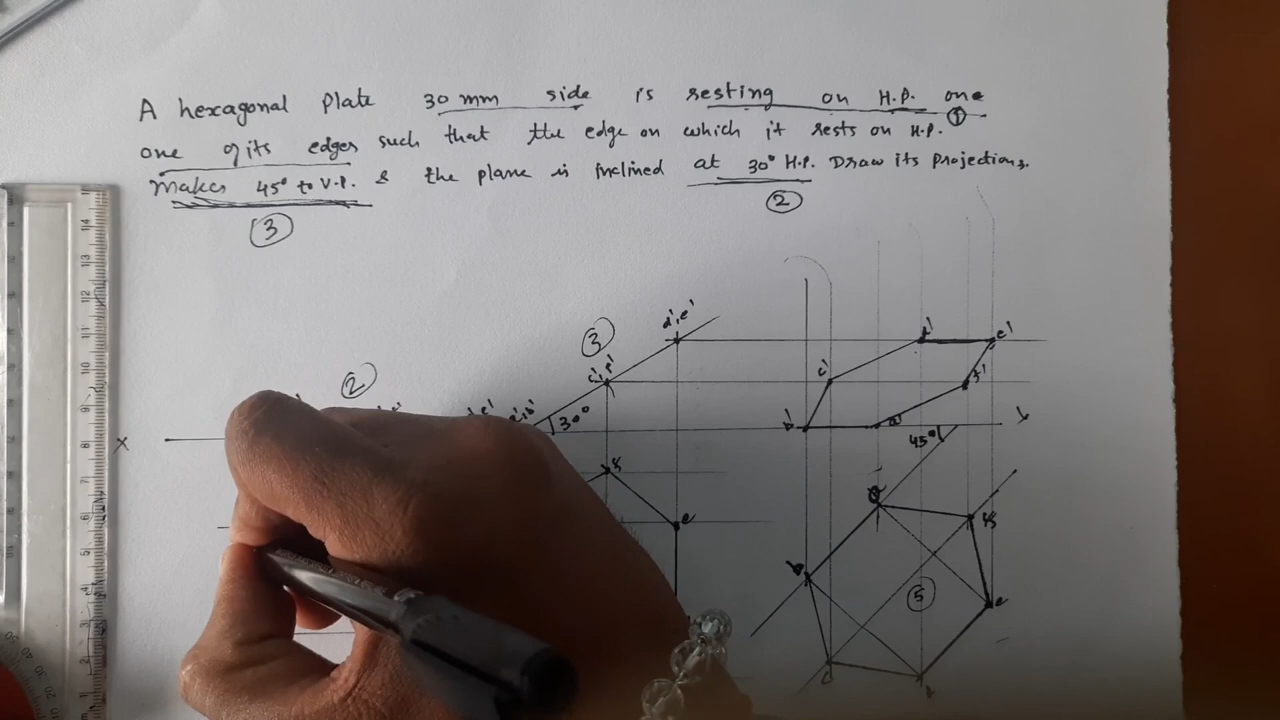 A hexagonal Plate 30 mm side is resting on H.P. one
①
one of its edges such that the edge on which it rests on H.P.
Makes 45° to V.P. & the plane is inclined at 30° H.P. Draw its Projections.
②
③
③
②
d',e'
c',f'
a',b'
30°
X
d' e'
c'
f'
b' a'
45°
f
e
a
f
b
e
⑤
c